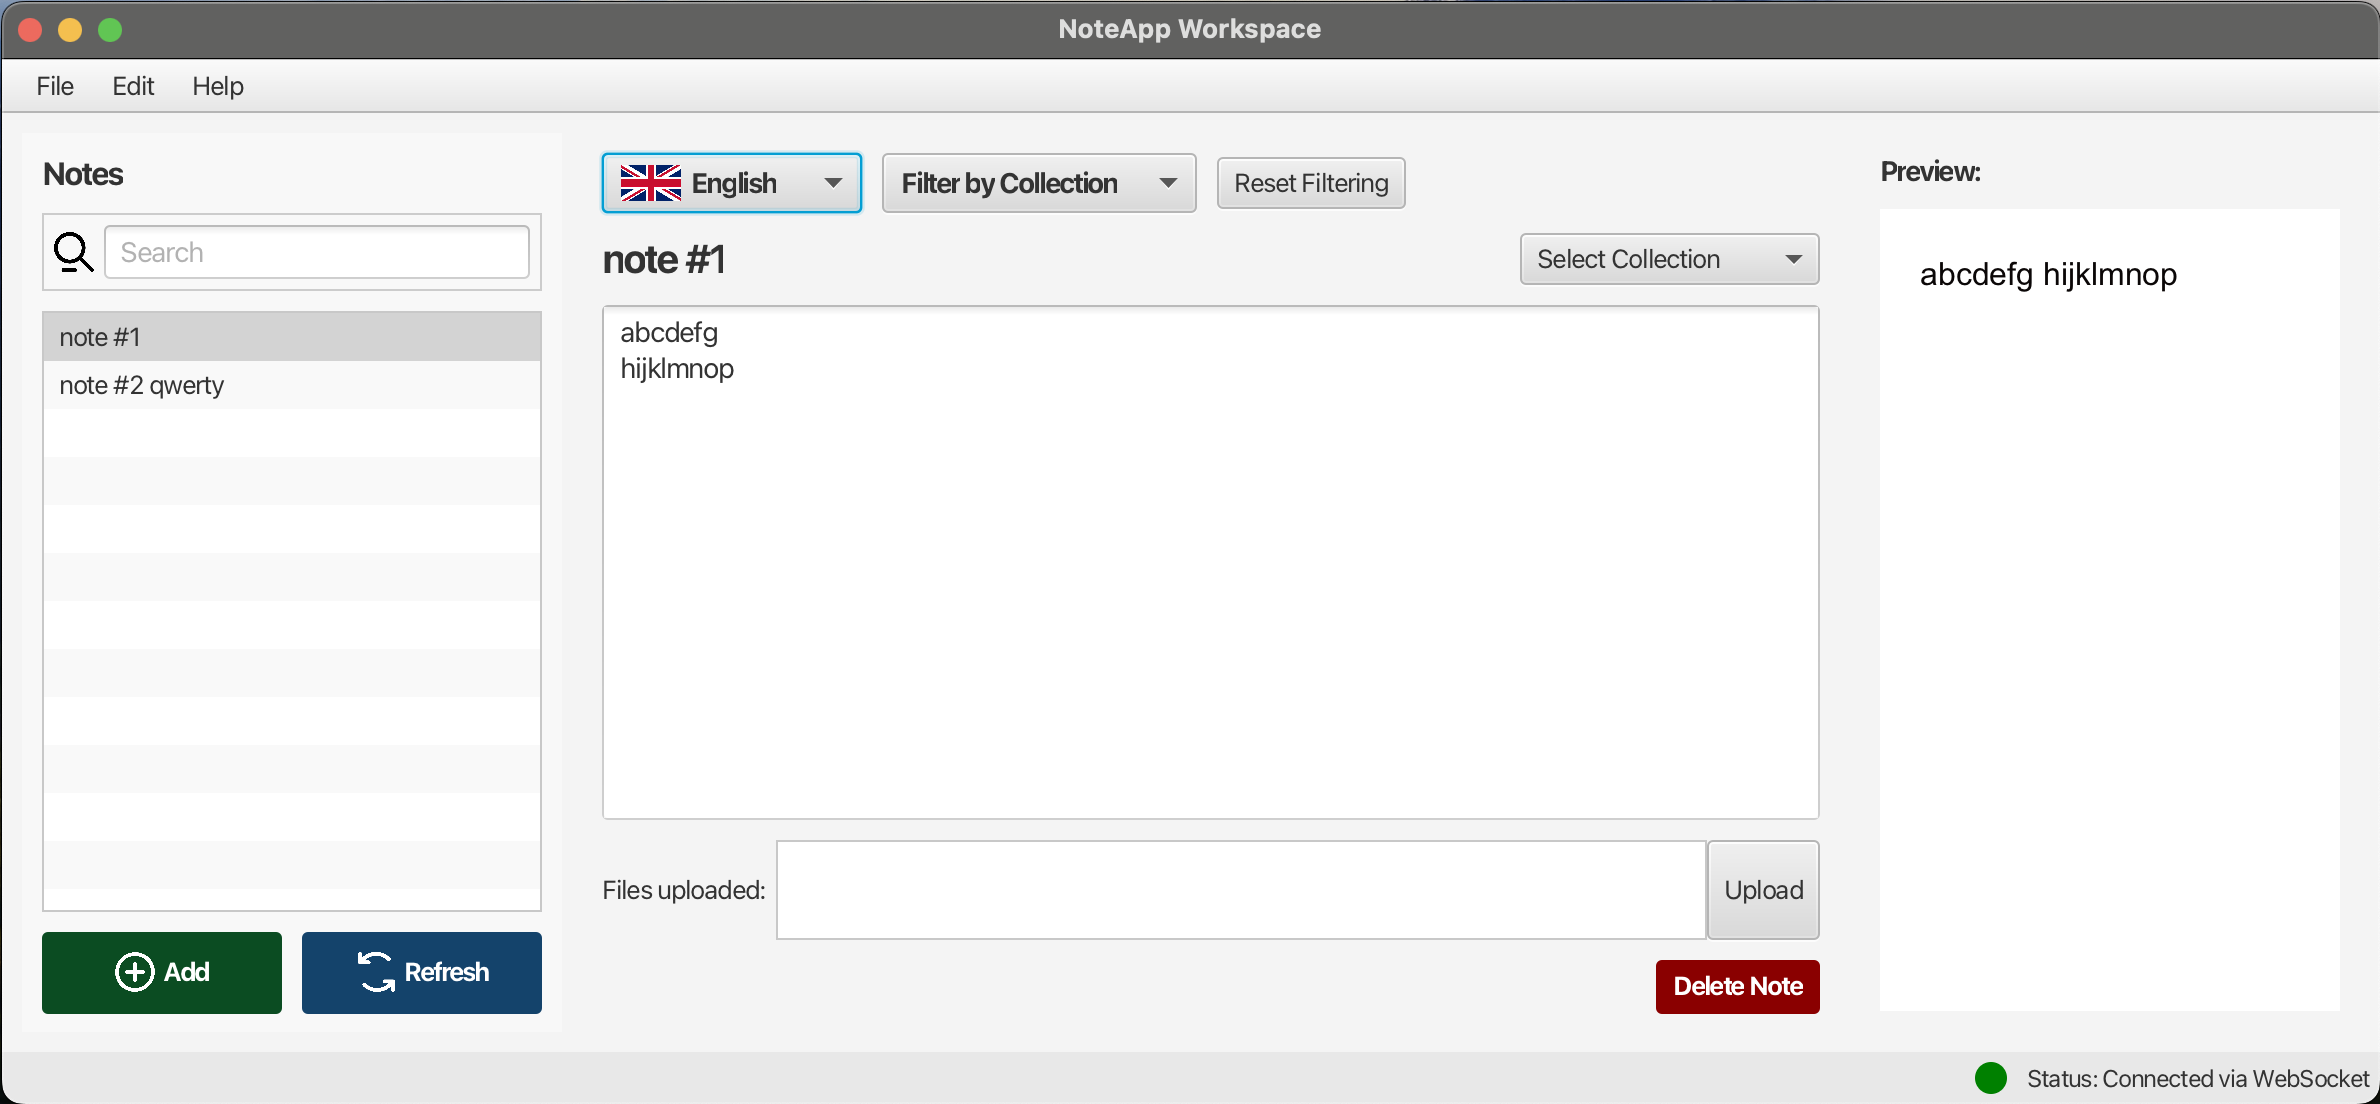 NoteApp Workspace
File Edit Help
Notes
Search
note #1
note #2 qwerty
Add Refresh
English Filter by Collection Reset Filtering
note #1 Select Collection
abcdefg
hijklmnop
Files uploaded: Upload
Delete Note
Preview:
abcdefg hijklmnop
Status: Connected via WebSocket